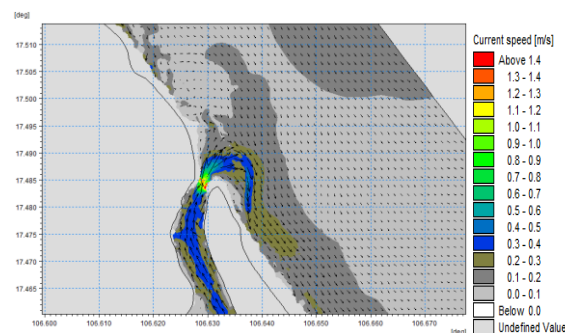 [deg]
17.510
17.505
17.500
17.495
17.490
17.485
17.480
17.475
17.470
17.465
106.600 106.610 106.620 106.630 106.640 106.650 106.660 106.670
[deg]
Current speed [m/s]
Above 1.4
1.3 - 1.4
1.2 - 1.3
1.1 - 1.2
1.0 - 1.1
0.9 - 1.0
0.8 - 0.9
0.7 - 0.8
0.6 - 0.7
0.5 - 0.6
0.4 - 0.5
0.3 - 0.4
0.2 - 0.3
0.1 - 0.2
0.0 - 0.1
Below 0.0
Undefined Value